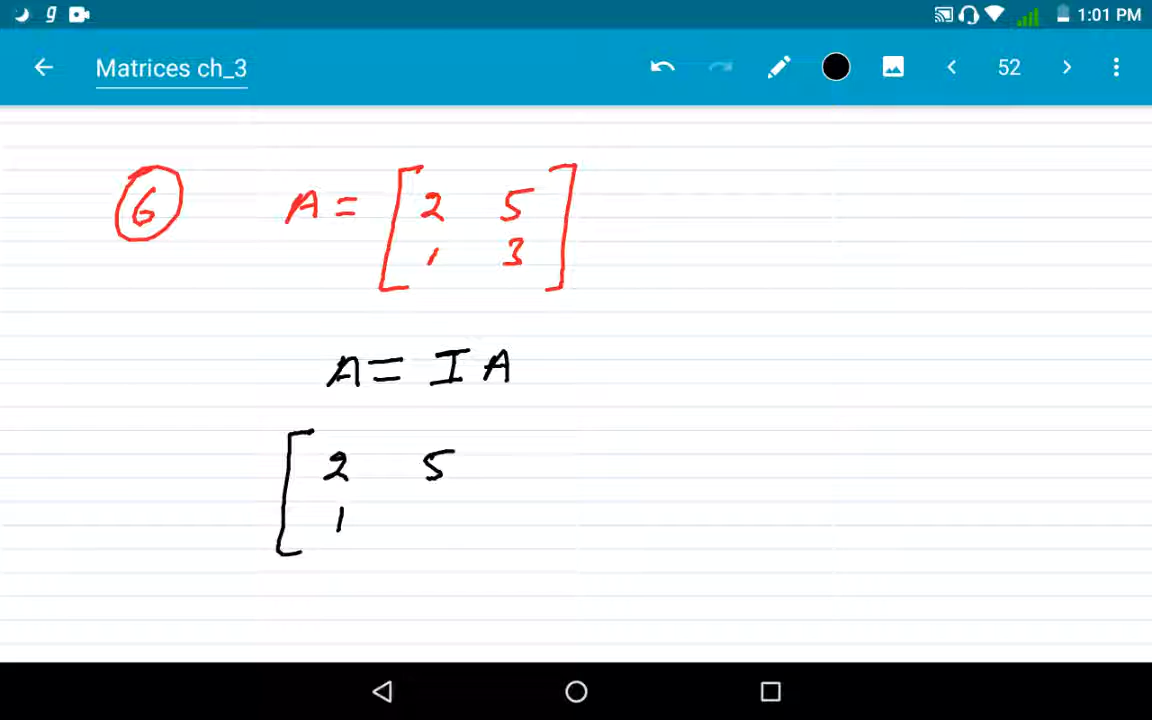 g 1:01 PM
Matrices ch_3 52
6 A = [ 2 5
1 3 ]
A = I A
[ 2 5
1